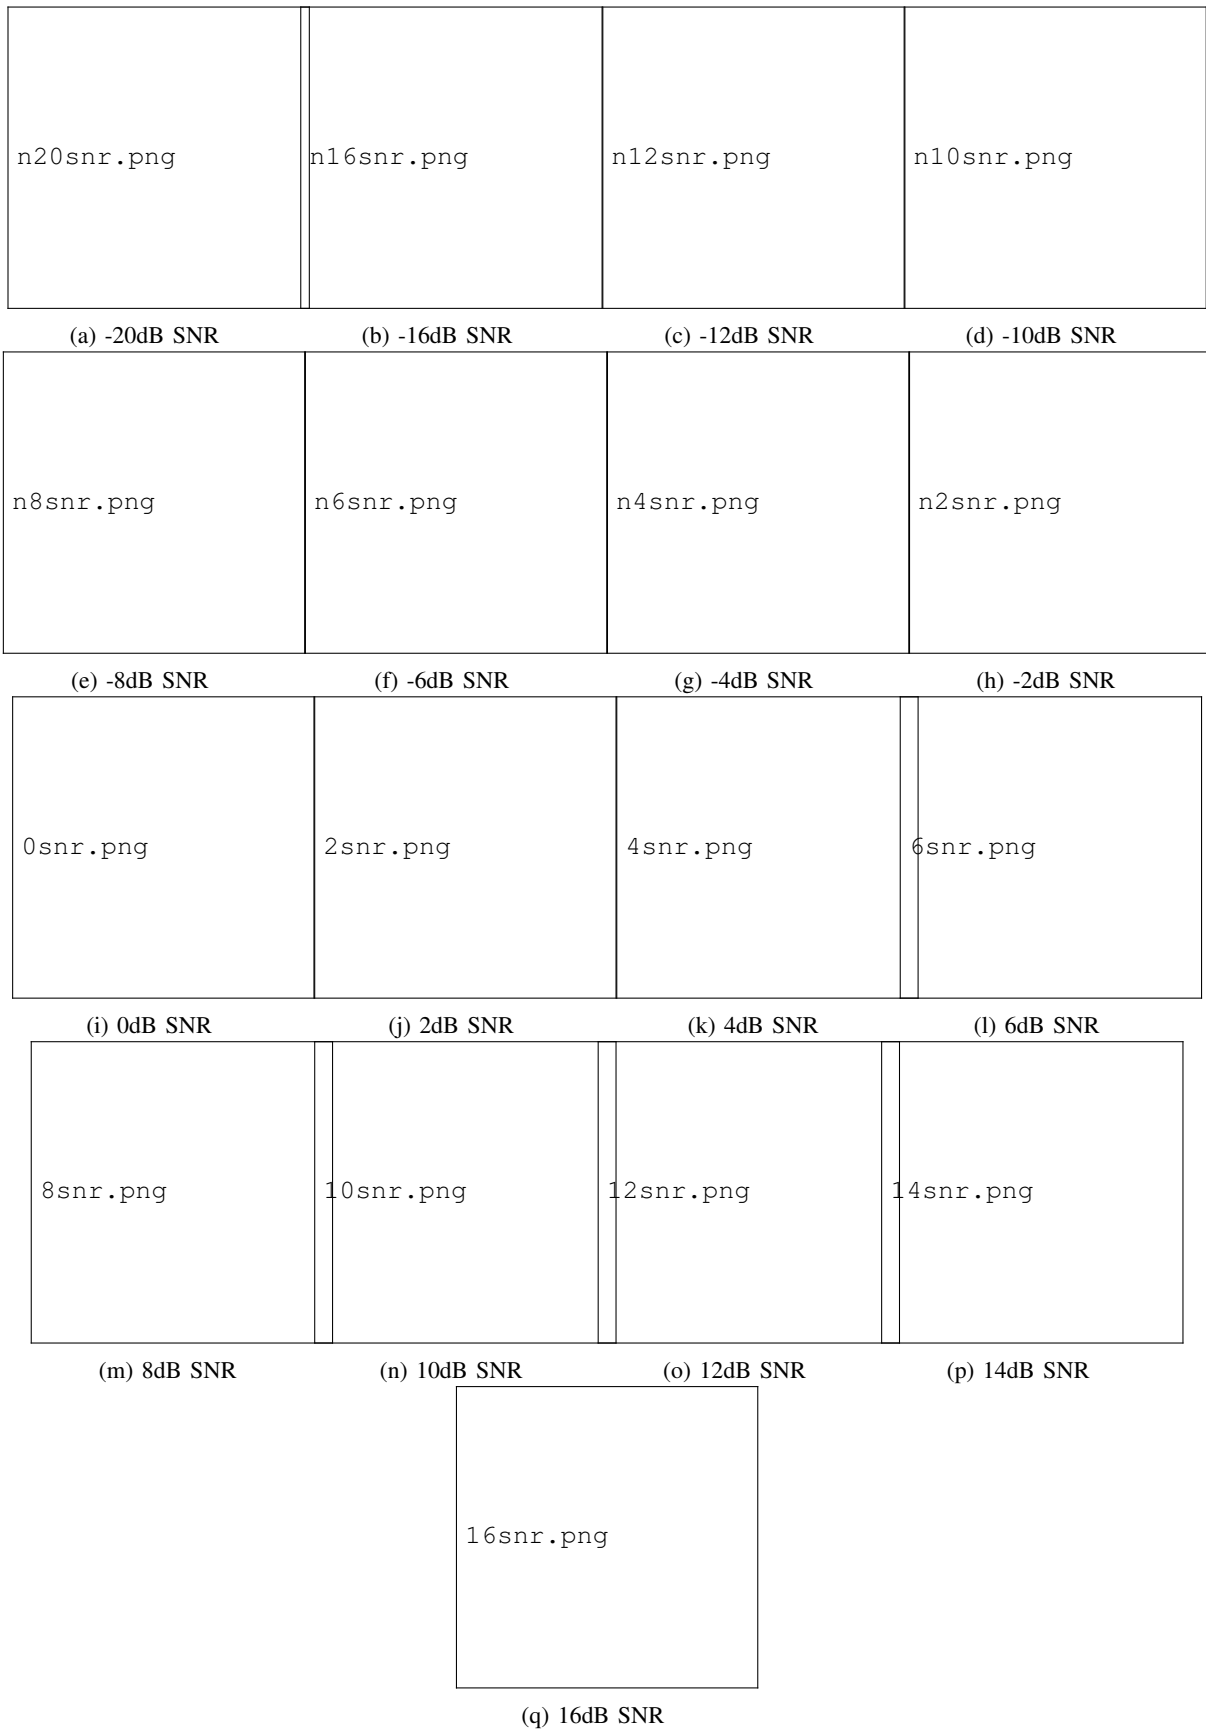 n20snr.png n16snr.png n12snr.png n10snr.png
(a) -20dB SNR (b) -16dB SNR (c) -12dB SNR (d) -10dB SNR
n8snr.png n6snr.png n4snr.png n2snr.png
(e) -8dB SNR (f) -6dB SNR (g) -4dB SNR (h) -2dB SNR
0snr.png 2snr.png 4snr.png 6snr.png
(i) 0dB SNR (j) 2dB SNR (k) 4dB SNR (l) 6dB SNR
8snr.png 10snr.png 12snr.png 14snr.png
(m) 8dB SNR (n) 10dB SNR (o) 12dB SNR (p) 14dB SNR
16snr.png
(q) 16dB SNR